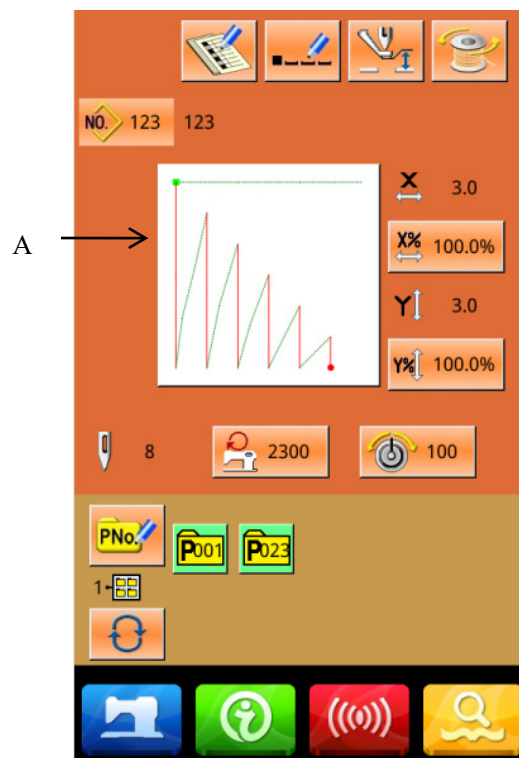 NO. 123 123
A
X 3.0
X% 100.0%
Y 3.0
Y% 100.0%
8 2300 100
PNo.
P001 P023
1-